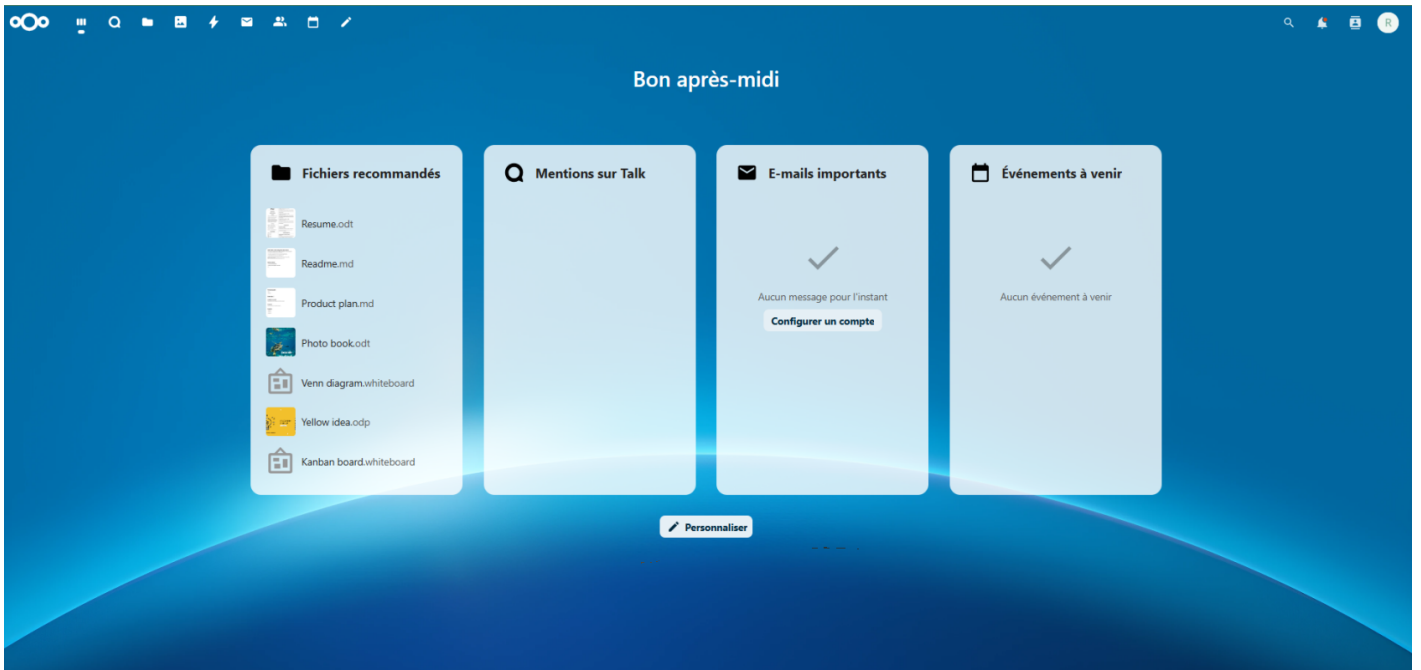 R
Bon après-midi
Fichiers recommandés
Resume.odt
Readme.md
Product plan.md
Photo book.odt
Venn diagram.whiteboard
Yellow idea.odp
Kanban board.whiteboard
Mentions sur Talk
E-mails importants
Aucun message pour l'instant
Configurer un compte
Événements à venir
Aucun événement à venir
Personnaliser